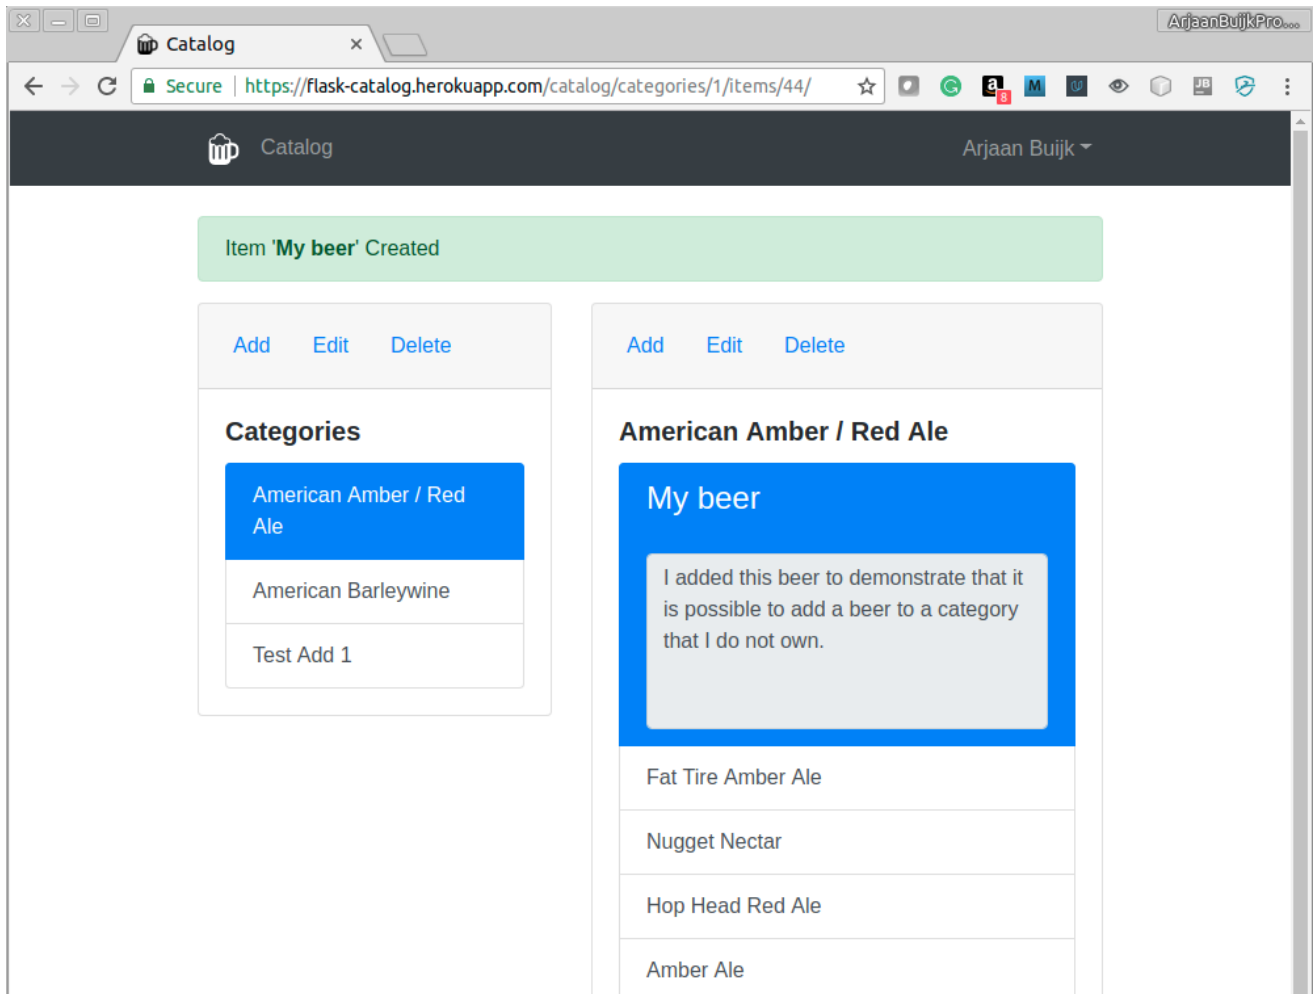 ArjaanBuijkPro...
Catalog
Secure | https://flask-catalog.herokuapp.com/catalog/categories/1/items/44/
a 8 M U JB
Catalog Arjaan Buijk
Item 'My beer' Created
Add Edit Delete
Categories
American Amber / Red
Ale
American Barleywine
Test Add 1
Add Edit Delete
American Amber / Red Ale
My beer
I added this beer to demonstrate that it
is possible to add a beer to a category
that I do not own.
Fat Tire Amber Ale
Nugget Nectar
Hop Head Red Ale
Amber Ale